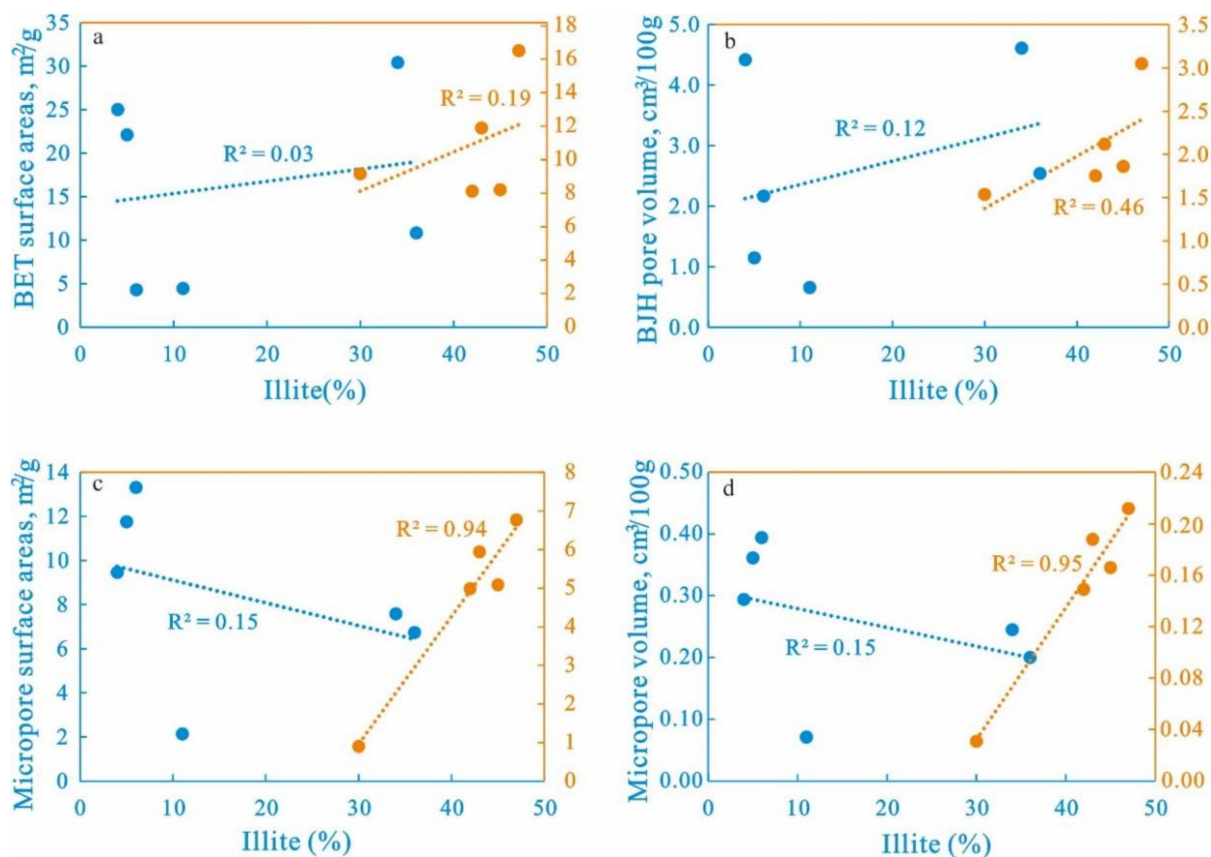 a
BET surface areas, m²/g
35
30
25
20
15
10
5
0
18
16
14
12
10
8
6
4
2
0
R² = 0.03
R² = 0.19
0 10 20 30 40 50
Illite(%)
b
BJH pore volume, cm³/100g
5.0
4.0
3.0
2.0
1.0
0.0
3.5
3.0
2.5
2.0
1.5
1.0
0.5
0.0
R² = 0.12
R² = 0.46
0 10 20 30 40 50
Illite (%)
c
Micropore surface areas, m²/g
14
12
10
8
6
4
2
0
8
7
6
5
4
3
2
1
0
R² = 0.94
R² = 0.15
0 10 20 30 40 50
Illite (%)
d
Micropore volume, cm³/100g
0.50
0.40
0.30
0.20
0.10
0.00
0.24
0.20
0.16
0.12
0.08
0.04
0.00
R² = 0.95
R² = 0.15
0 10 20 30 40 50
Illite (%)